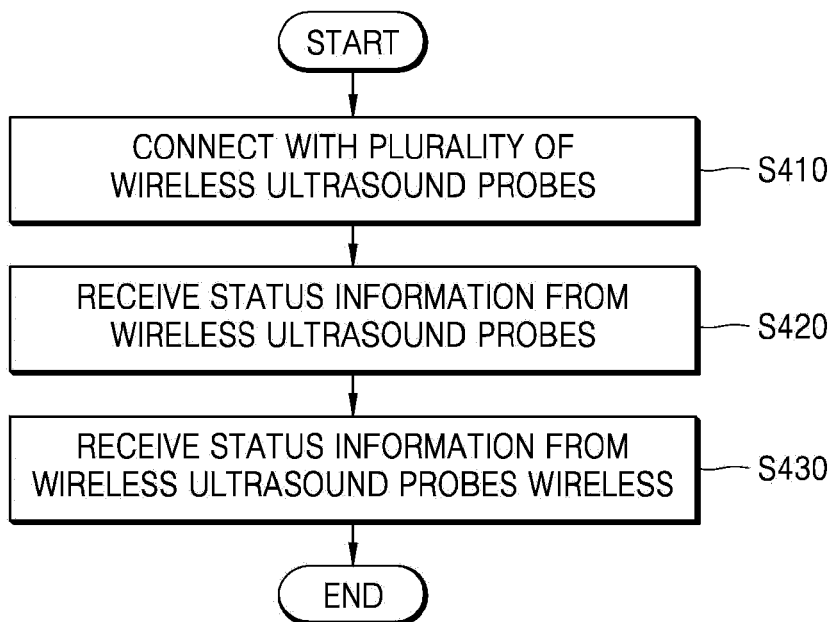 START
CONNECT WITH PLURALITY OF
WIRELESS ULTRASOUND PROBES
S410
RECEIVE STATUS INFORMATION FROM
WIRELESS ULTRASOUND PROBES
S420
RECEIVE STATUS INFORMATION FROM
WIRELESS ULTRASOUND PROBES WIRELESS
S430
END